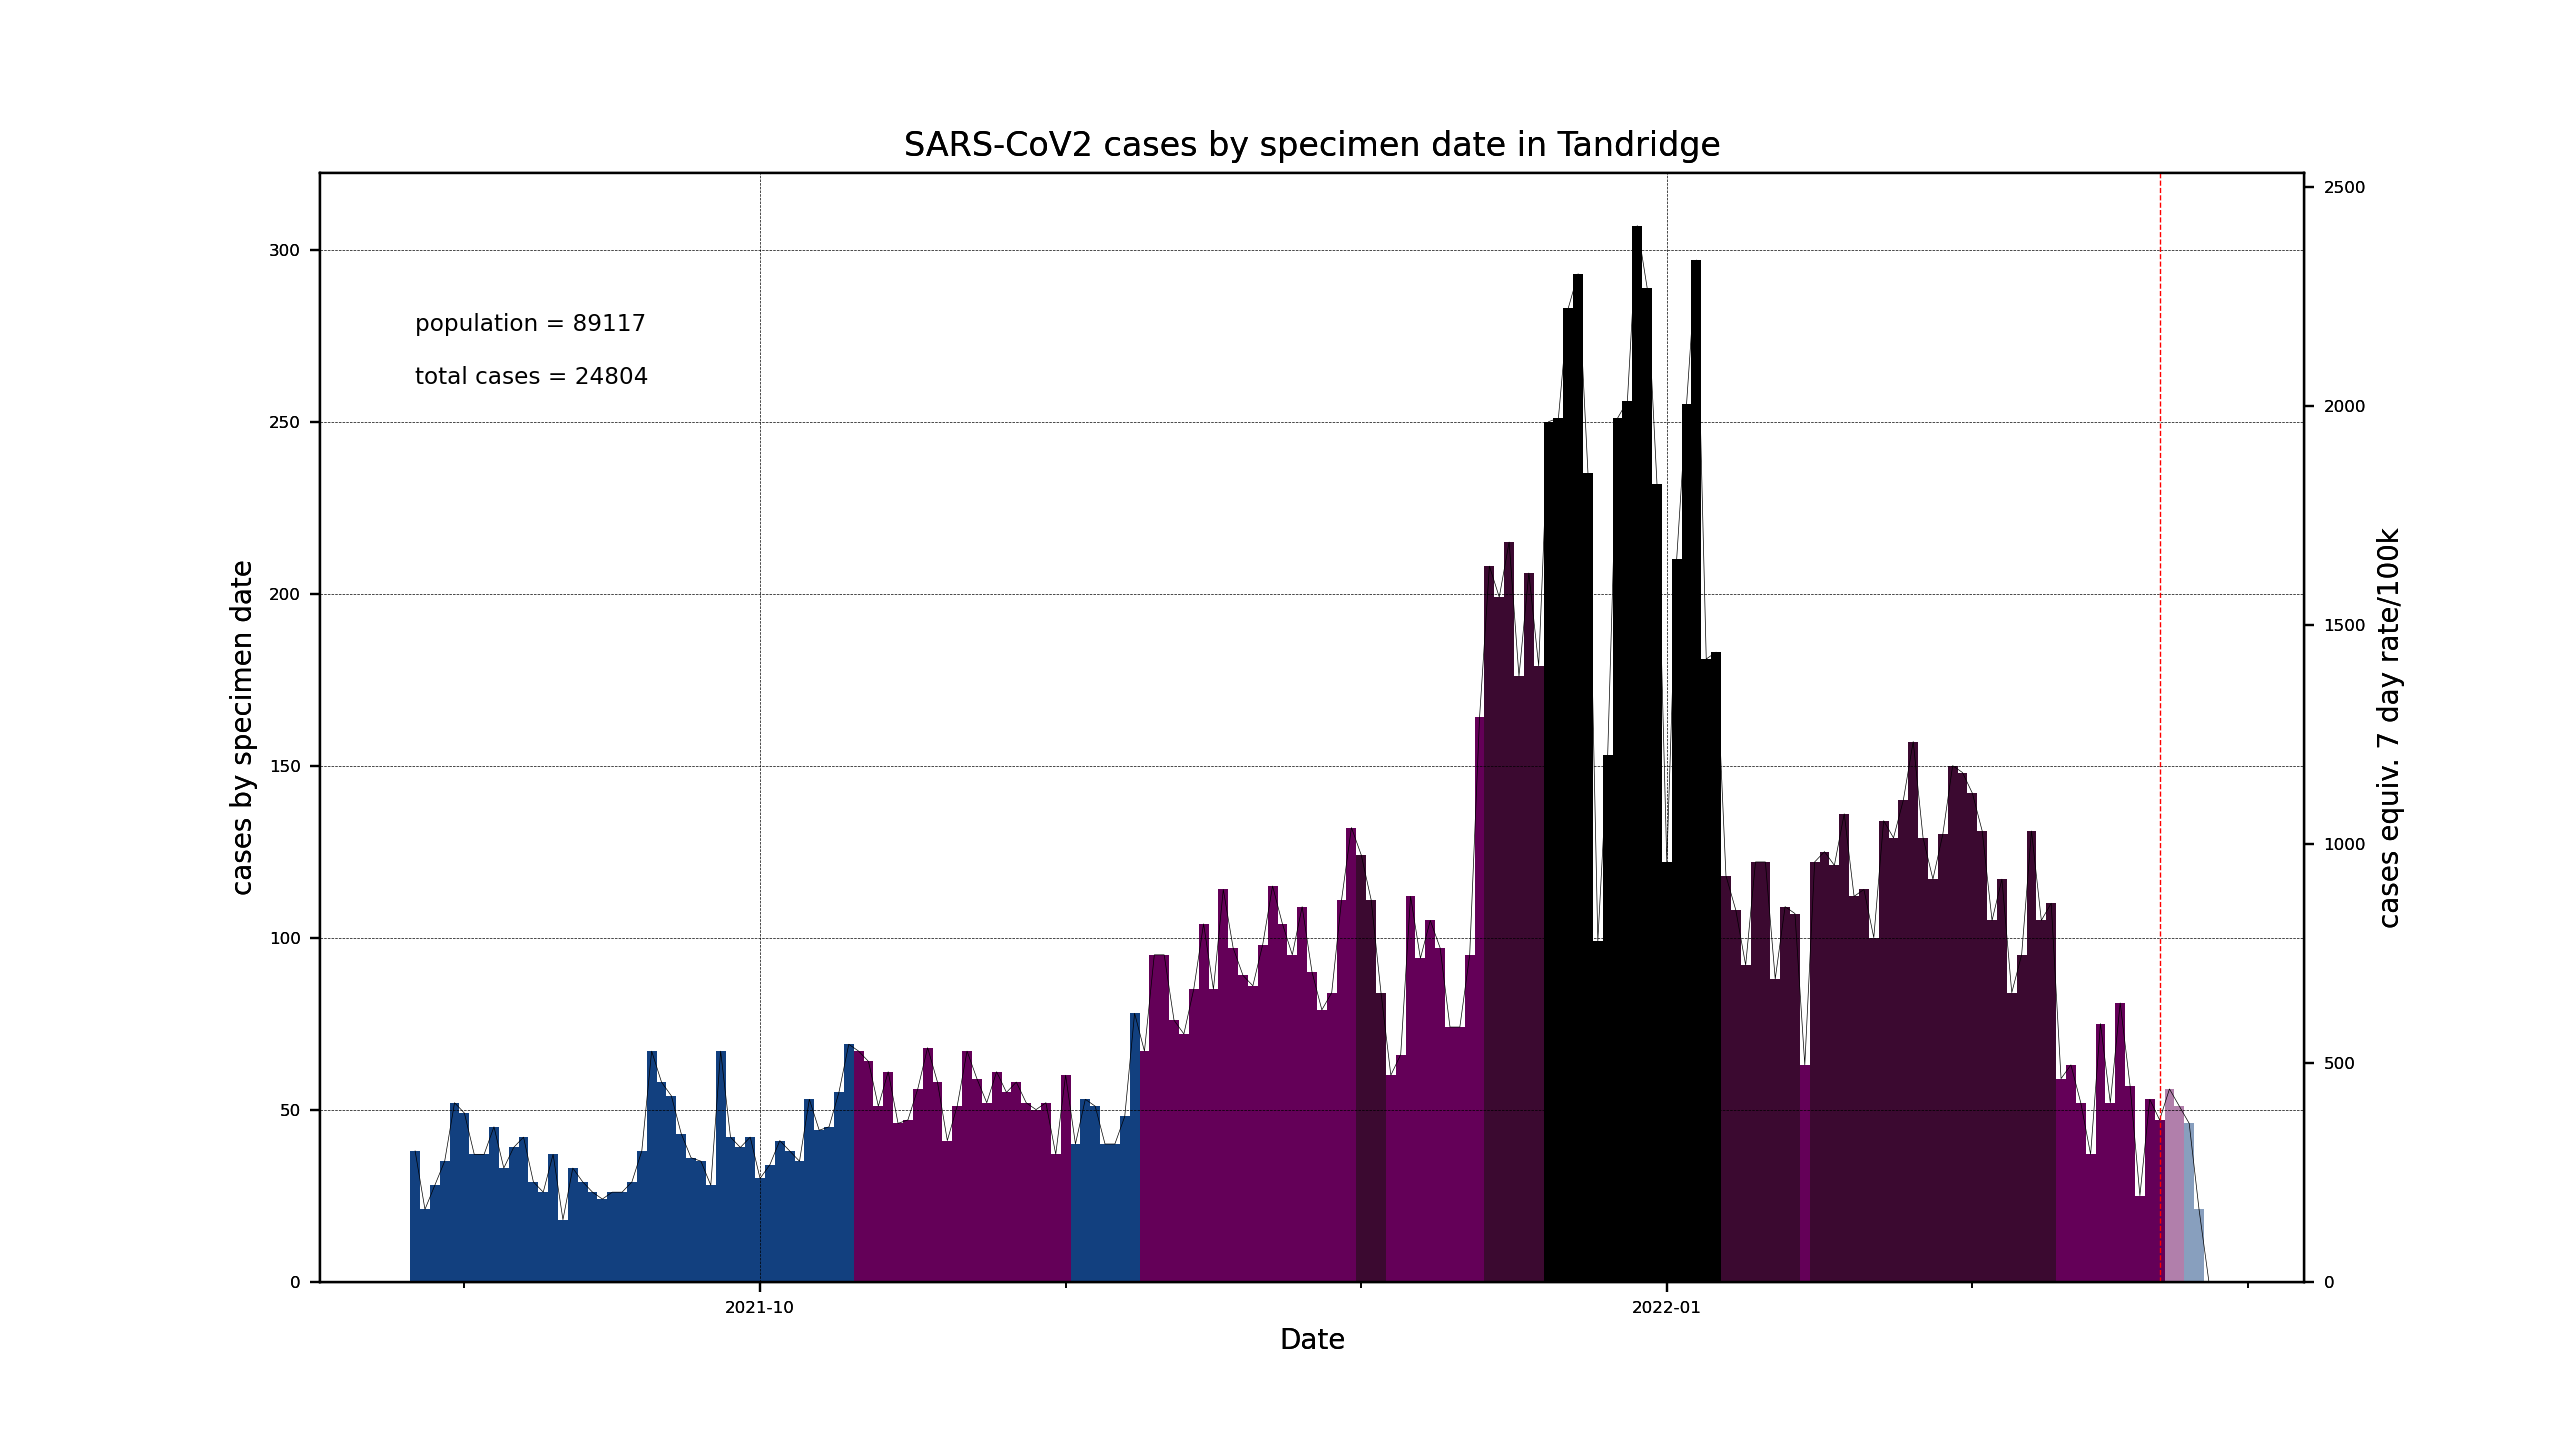 SARS-CoV2 cases by specimen date in Tandridge
population = 89117
total cases = 24804
cases by specimen date
300
250
200
150
100
50
0
2500
2000
1500
1000
500
0
cases equiv. 7 day rate/100k
2021-10
2022-01
Date